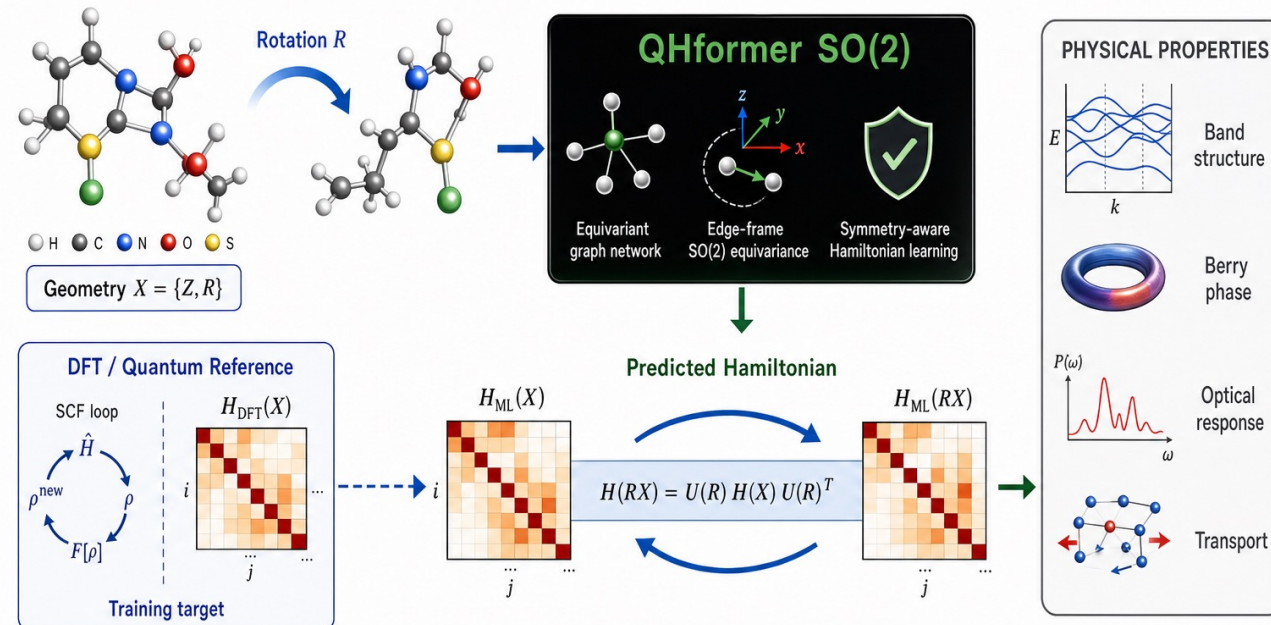 Rotation R
H C N O S
Geometry X = {Z, R}
QHformer SO(2)
z
y
x
Equivariant
graph network
Edge-frame
SO(2) equivariance
Symmetry-aware
Hamiltonian learning
DFT / Quantum Reference
SCF loop
Ĥ
ρ
F[ρ]
ρ^new
H_DFT(X)
i
...
... ...
j
Training target
Predicted Hamiltonian
H_ML(X)
i
... ...
j
H(RX) = U(R) H(X) U(R)^T
H_ML(RX)
... ...
j
PHYSICAL PROPERTIES
E
k
Band
structure
Berry
phase
P(ω)
ω
Optical
response
Transport